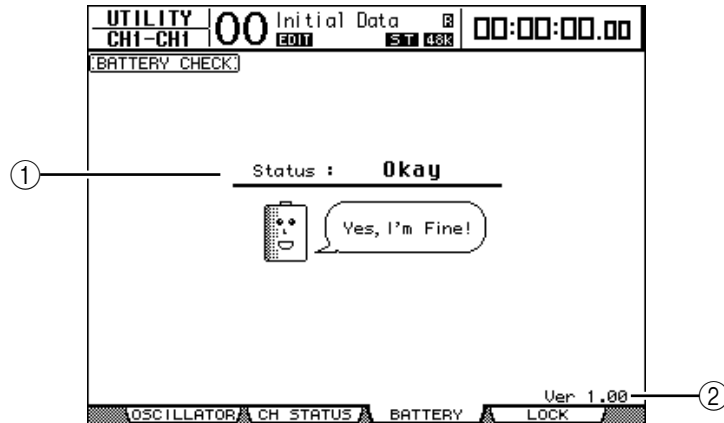 UTILITY
CH1-CH1
00 Initial Data R
EDIT ST 48K
00:00:00.00
BATTERY CHECK
① Status : Okay
Yes, I'm Fine!
Ver 1.00 ②
OSCILLATOR CH STATUS BATTERY LOCK